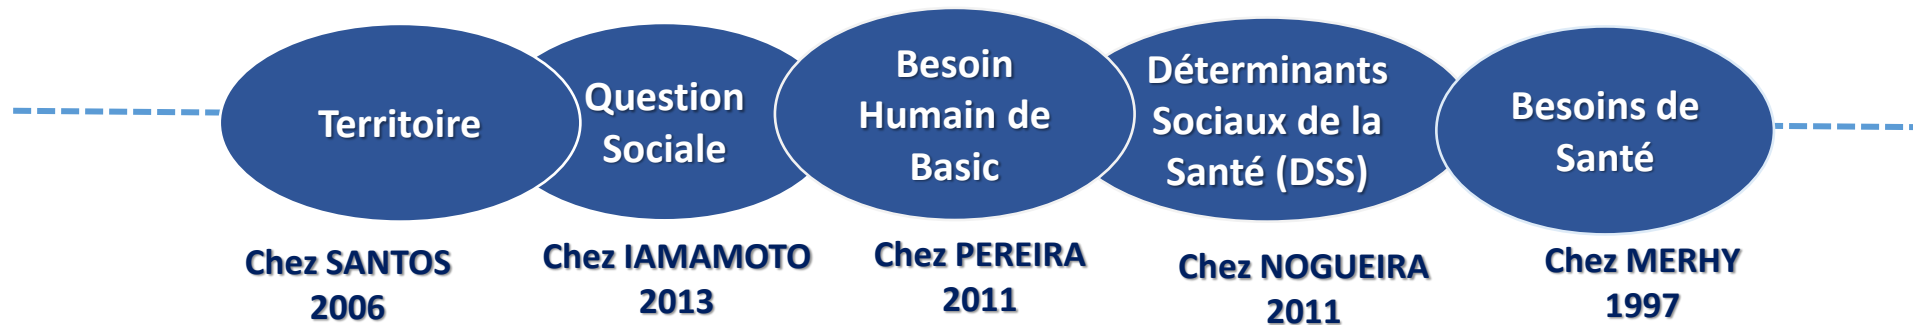 Territoire
Question
Sociale
Besoin
Humain de
Basic
Déterminants
Sociaux de la
Santé (DSS)
Besoins de
Santé
Chez SANTOS
2006
Chez IAMAMOTO
2013
Chez PEREIRA
2011
Chez NOGUEIRA
2011
Chez MERHY
1997